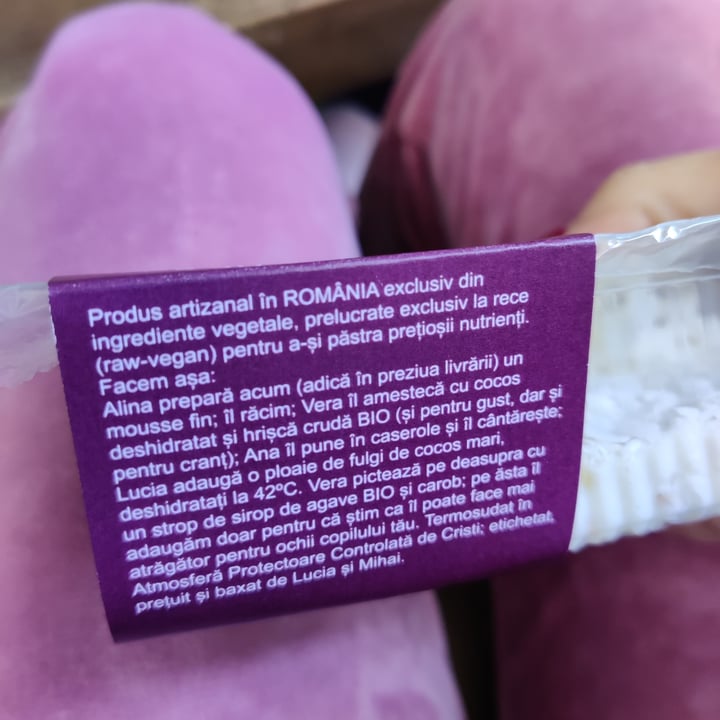 Produs artizanal în ROMÂNIA exclusiv din
ingrediente vegetale, prelucrate exclusiv la rece
(raw-vegan) pentru a-și păstra prețioșii nutrienți.
Facem așa:
Alina prepară acum (adică în preziua livrării) un
mousse fin; îl răcim; Vera îl amestecă cu cocos
deshidratat și hrișcă crudă BIO (și pentru gust, dar și
pentru cranț); Ana îl pune în caserole și îl cântărește;
Lucia adaugă o ploaie de fulgi de cocos mari,
deshidratați la 42ºC. Vera pictează pe deasupra cu
un strop de sirop de agave BIO și carob; pe ăsta îl
adaugăm doar pentru că știm ca îl poate face mai
atrăgător pentru ochii copilului tău. Termosudat în
Atmosferă Protectoare Controlată de Cristi; etichetat,
prețuit și baxat de Lucia și Mihai.